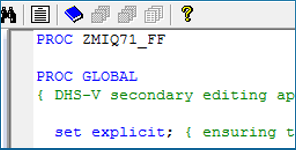 PROC ZMIQ71_FF
PROC GLOBAL
{ DHS-V secondary editing ap
set explicit; { ensuring t